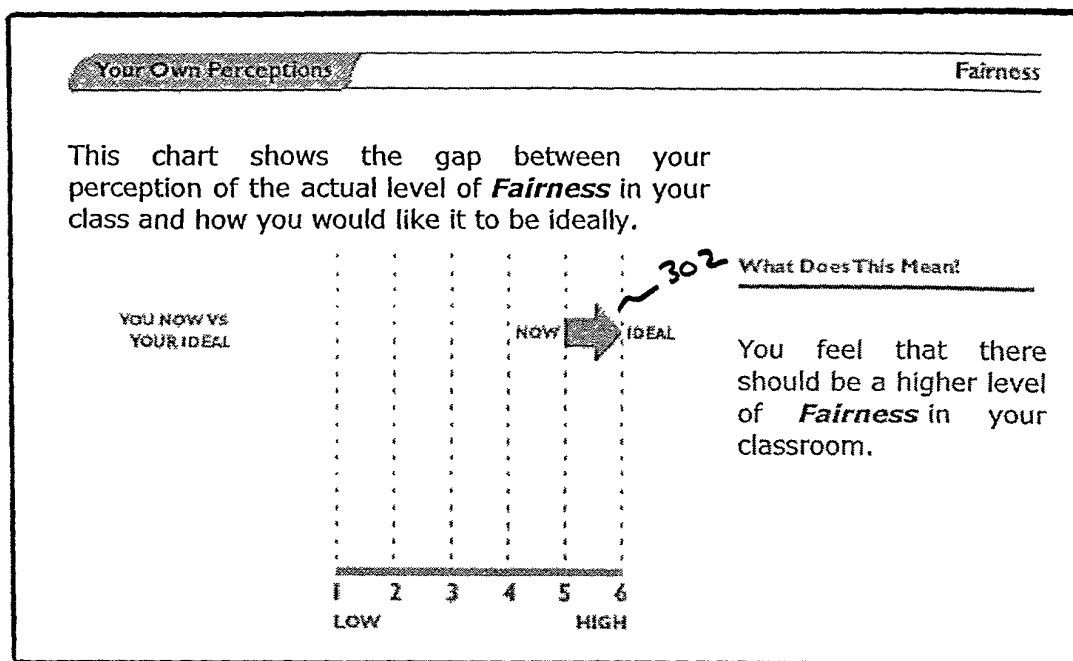 Your Own Perceptions
Fairness
This chart shows the gap between your
perception of the actual level of Fairness in your
class and how you would like it to be ideally.
302
What Does This Mean?
YOU NOW VS
YOUR IDEAL
NOW
IDEAL
You feel that there
should be a higher level
of Fairness in your
classroom.
1 2 3 4 5 6
LOW HIGH